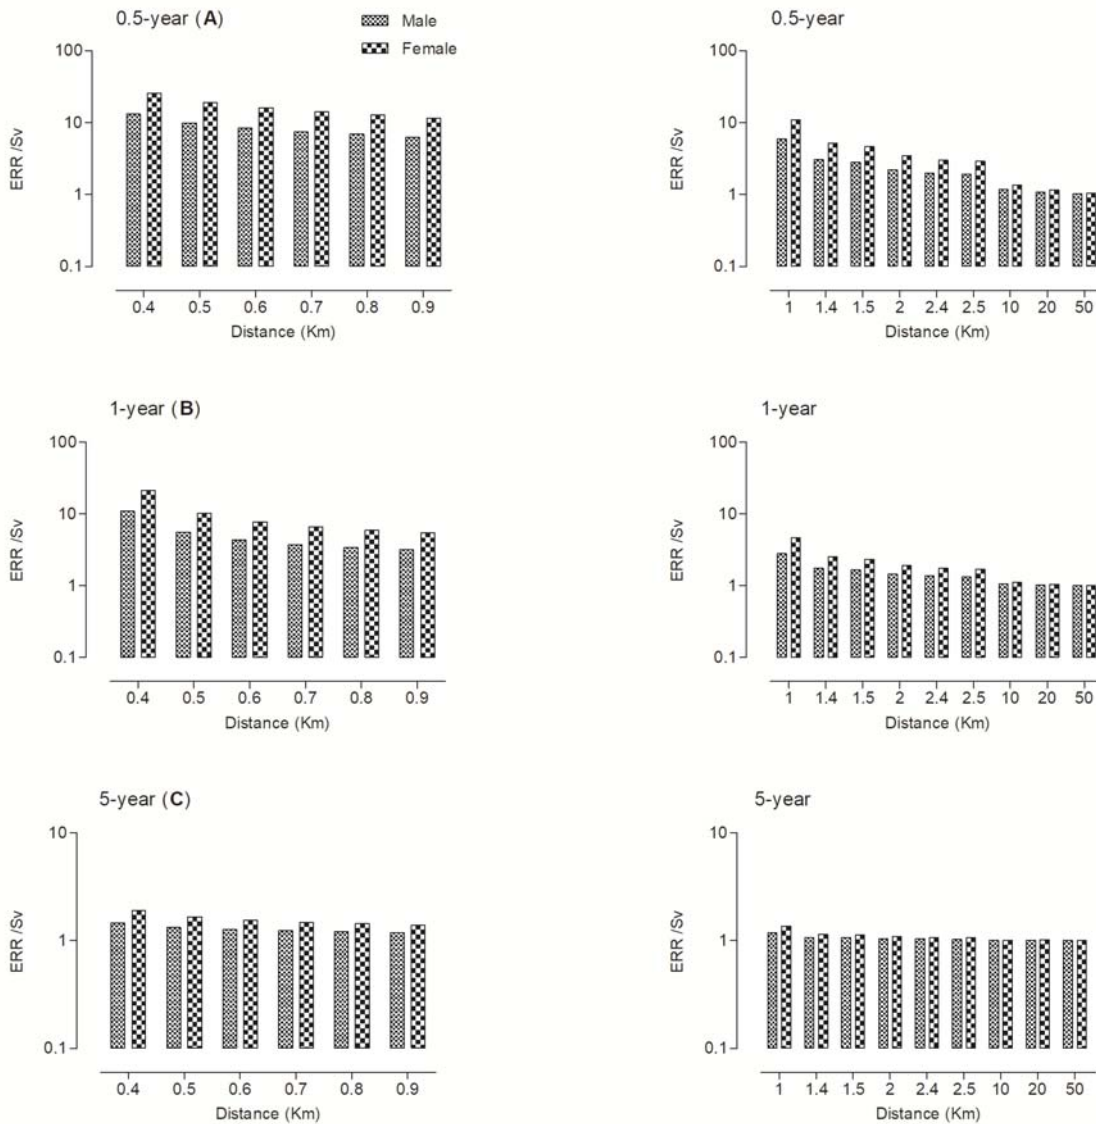 0.5-year (A)
Male
Female
100
10
1
0.1
ERR /Sv
0.4 0.5 0.6 0.7 0.8 0.9
Distance (Km)
0.5-year
100
10
1
0.1
ERR /Sv
1 1.4 1.5 2 2.4 2.5 10 20 50
Distance (Km)
1-year (B)
100
10
1
0.1
ERR /Sv
0.4 0.5 0.6 0.7 0.8 0.9
Distance (Km)
1-year
100
10
1
0.1
ERR /Sv
1 1.4 1.5 2 2.4 2.5 10 20 50
Distance (Km)
5-year (C)
10
1
0.1
ERR /Sv
0.4 0.5 0.6 0.7 0.8 0.9
Distance (Km)
5-year
10
1
0.1
ERR /Sv
1 1.4 1.5 2 2.4 2.5 10 20 50
Distance (Km)